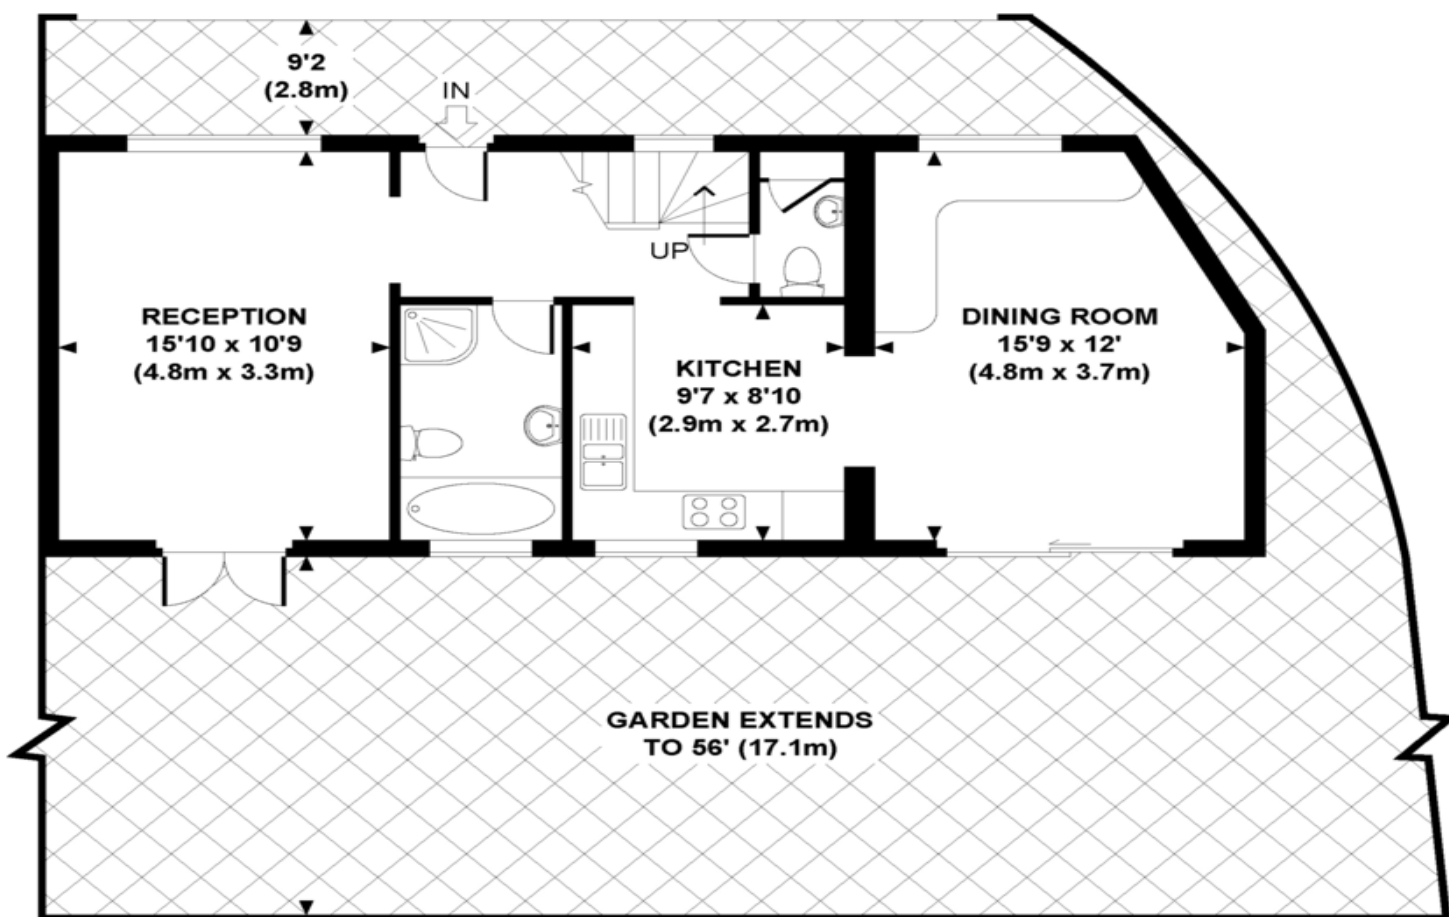 9'2
(2.8m)
IN
UP
RECEPTION
15'10 x 10'9
(4.8m x 3.3m)
KITCHEN
9'7 x 8'10
(2.9m x 2.7m)
DINING ROOM
15'9 x 12'
(4.8m x 3.7m)
GARDEN EXTENDS
TO 56' (17.1m)